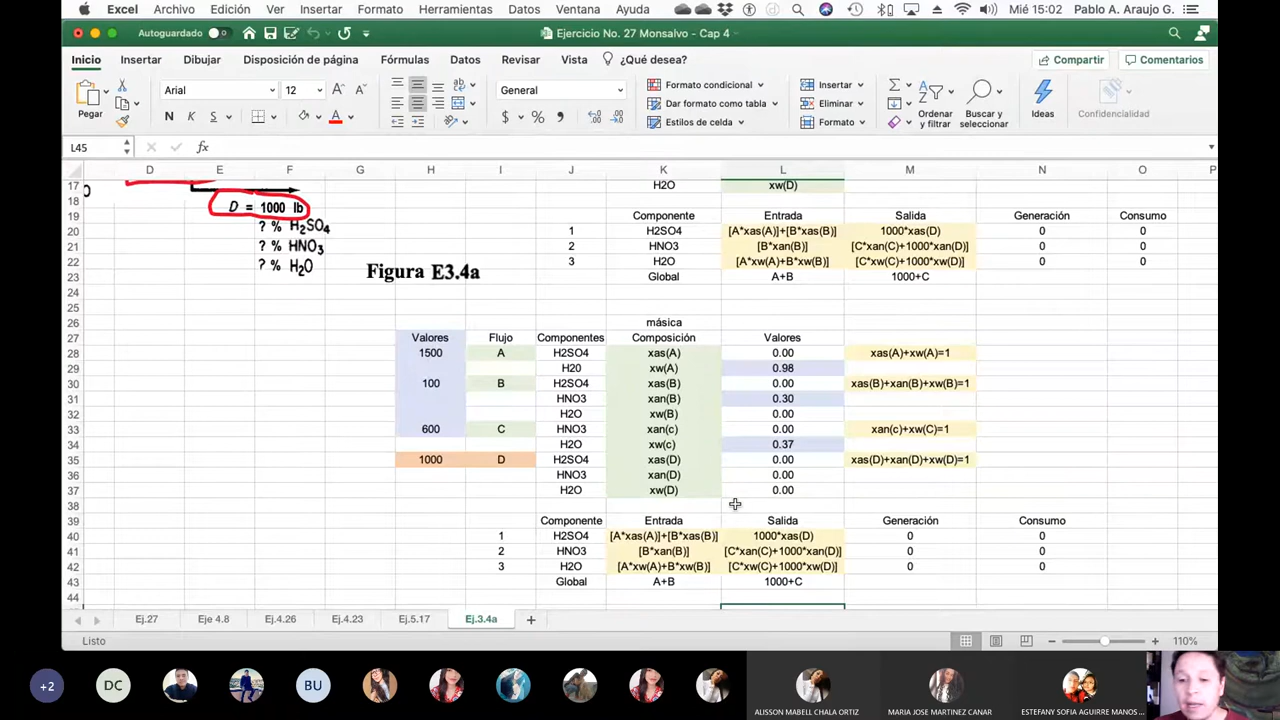 Excel Archivo Edición Ver Insertar Formato Herramientas Datos Ventana Ayuda Mié 15:02 Pablo A. Araujo G.
Autoguardado Ejercicio No. 27 Monsalvo - Cap 4
Inicio Insertar Dibujar Disposición de página Fórmulas Datos Revisar Vista ¿Qué desea? Compartir Comentarios
Pegar Arial 12 General Formato condicional Dar formato como tabla Estilos de celda Insertar Eliminar Formato Ordenar y filtrar Buscar y seleccionar Ideas Confidencialidad
L45 fx
D E F G H I J K L M N O P
17 H2O xw(D)
18 D = 1000 lb
19 ? % H2SO4 Componente Entrada Salida Generación Consumo
20 1 H2SO4 [A*xas(A)]+[B*xas(B)] 1000*xas(D) 0 0
21 ? % HNO3 2 HNO3 [B*xan(B)] [C*xan(C)+1000*xan(D)] 0 0
22 ? % H2O 3 H2O [A*xw(A)+B*xw(B)] [C*xw(C)+1000*xw(D)] 0 0
23 Figura E3.4a Global A+B 1000+C
24
25
26 másica
27 Valores Flujo Componentes Composición Valores
28 1500 A H2SO4 xas(A) 0.00 xas(A)+xw(A)=1
29 H20 xw(A) 0.98
30 100 B H2SO4 xas(B) 0.00 xas(B)+xan(B)+xw(B)=1
31 HNO3 xan(B) 0.30
32 H2O xw(B) 0.00
33 600 C HNO3 xan(c) 0.00 xan(c)+xw(C)=1
34 H2O xw(c) 0.37
35 1000 D H2SO4 xas(D) 0.00 xas(D)+xan(D)+xw(D)=1
36 HNO3 xan(D) 0.00
37 H2O xw(D) 0.00
38
39 Componente Entrada Salida Generación Consumo
40 1 H2SO4 [A*xas(A)]+[B*xas(B)] 1000*xas(D) 0 0
41 2 HNO3 [B*xan(B)] [C*xan(C)+1000*xan(D)] 0 0
42 3 H2O [A*xw(A)+B*xw(B)] [C*xw(C)+1000*xw(D)] 0 0
43 Global A+B 1000+C
44
Ej.27 Eje 4.8 Ej.4.26 Ej.4.23 Ej.5.17 Ej.3.4a
Listo 110%
+2 DC BU ALISSON MABELL CHALA ORTIZ MARIA JOSE MARTINEZ CANAR ESTEFANY SOFIA AGUIRRE MANOS ...